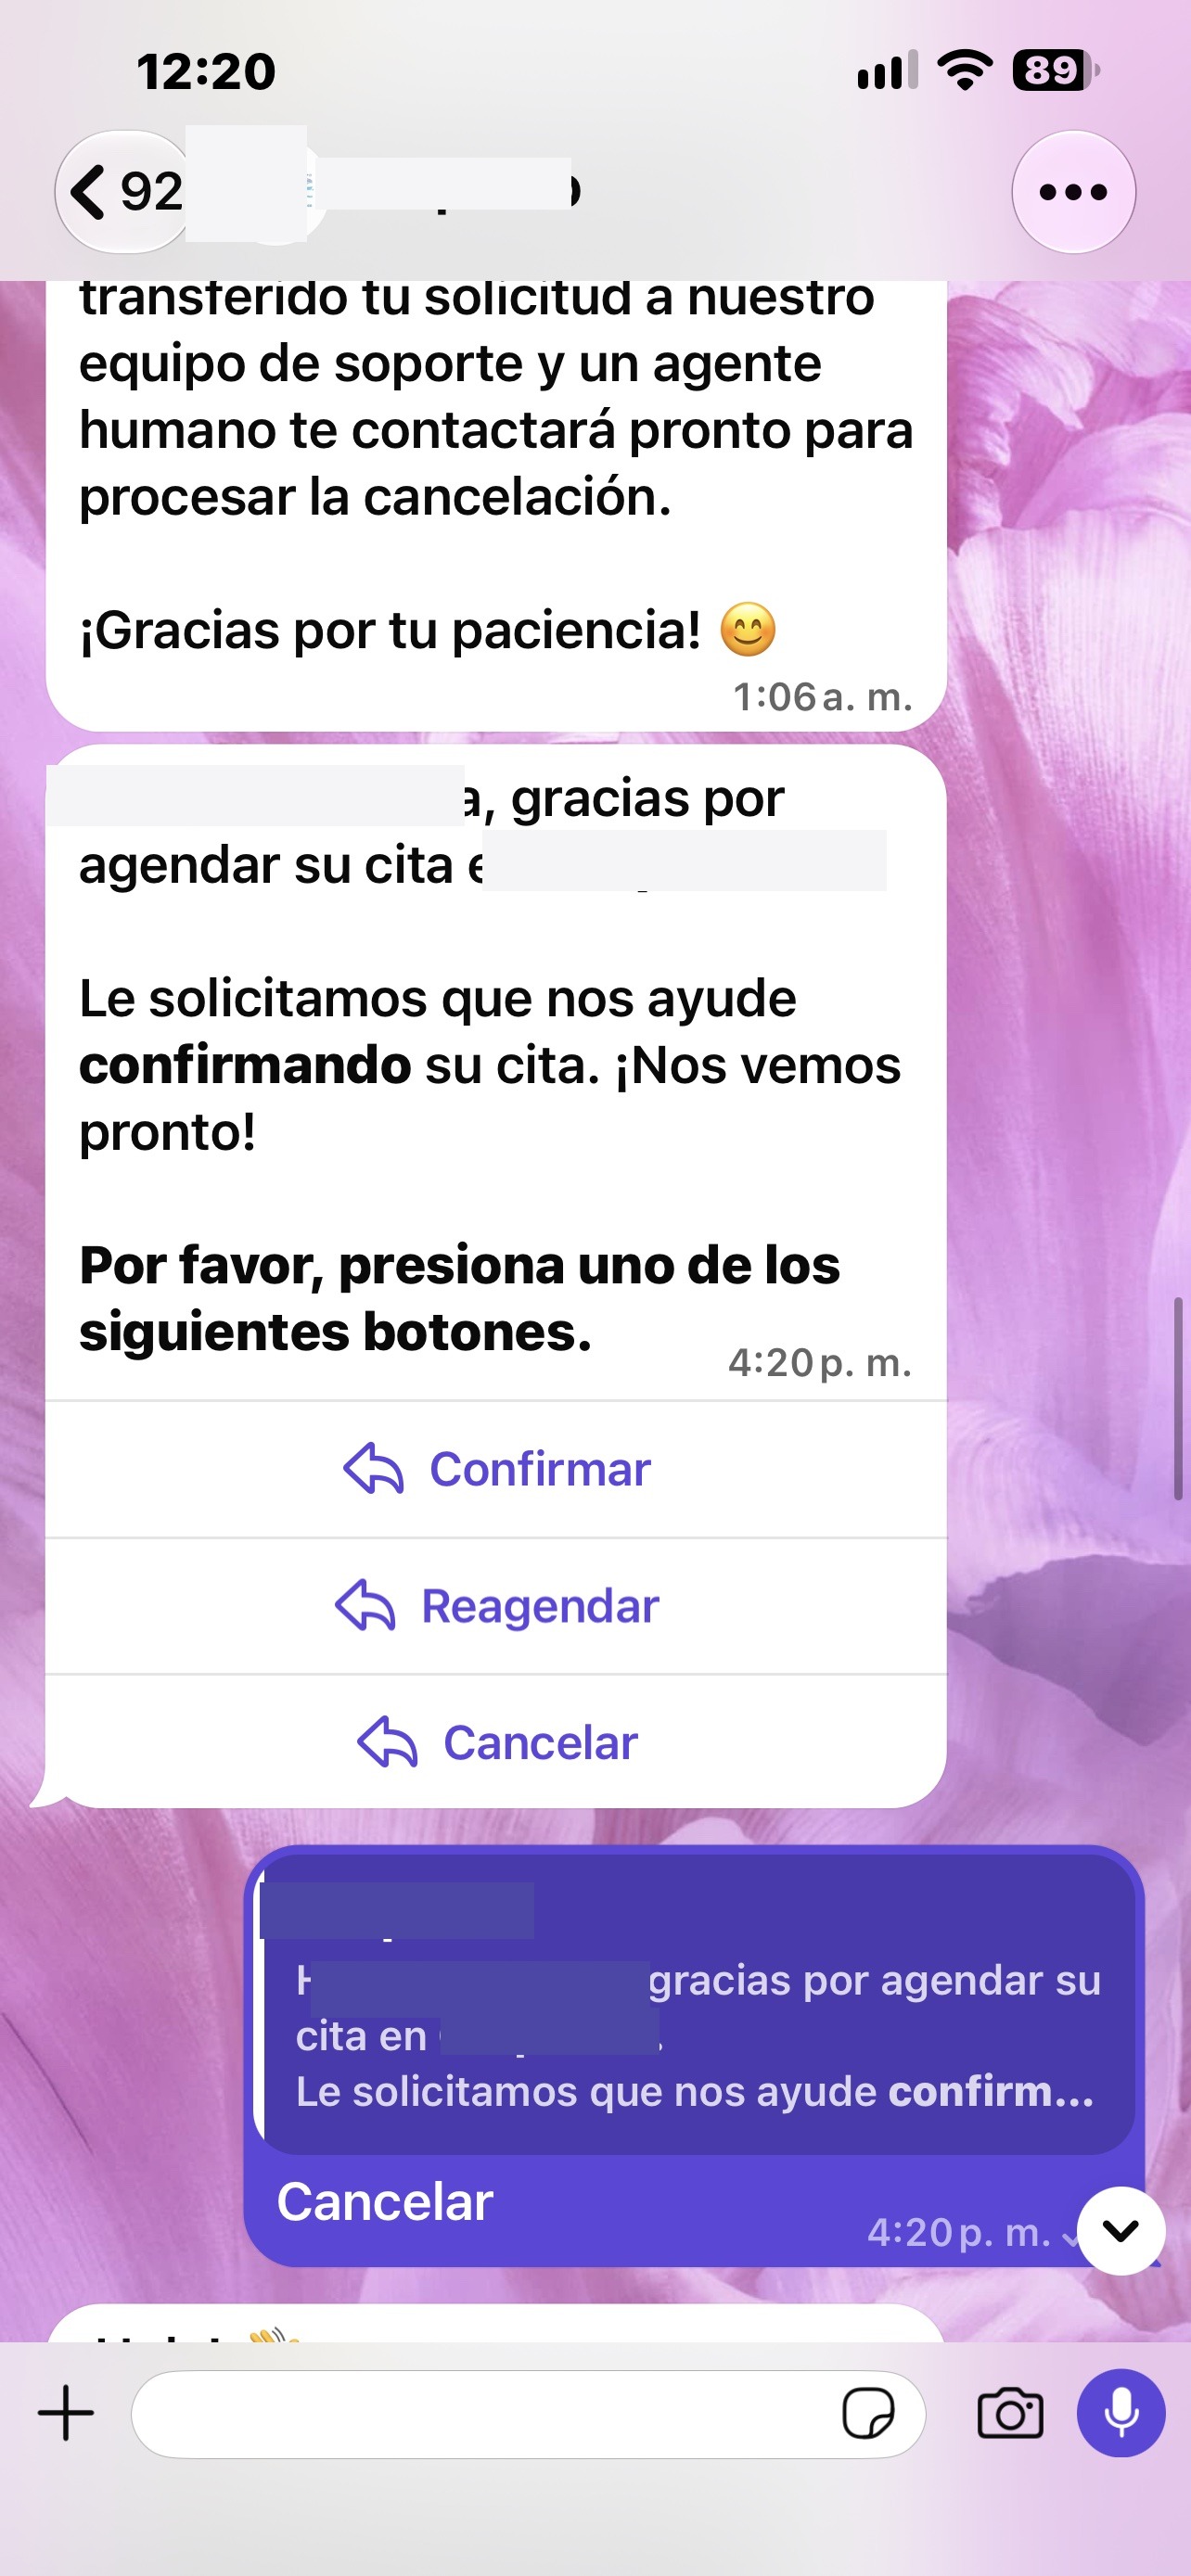 12:20
89
92
transferido tu solicitud a nuestro
equipo de soporte y un agente
humano te contactará pronto para
procesar la cancelación.
¡Gracias por tu paciencia! 😊
1:06 a. m.
gracias por
agendar su cita
Le solicitamos que nos ayude
confirmando su cita. ¡Nos vemos
pronto!
Por favor, presiona uno de los
siguientes botones.
4:20 p. m.
Confirmar
Reagendar
Cancelar
gracias por agendar su
cita en
Le solicitamos que nos ayude confirm...
Cancelar
4:20 p. m.